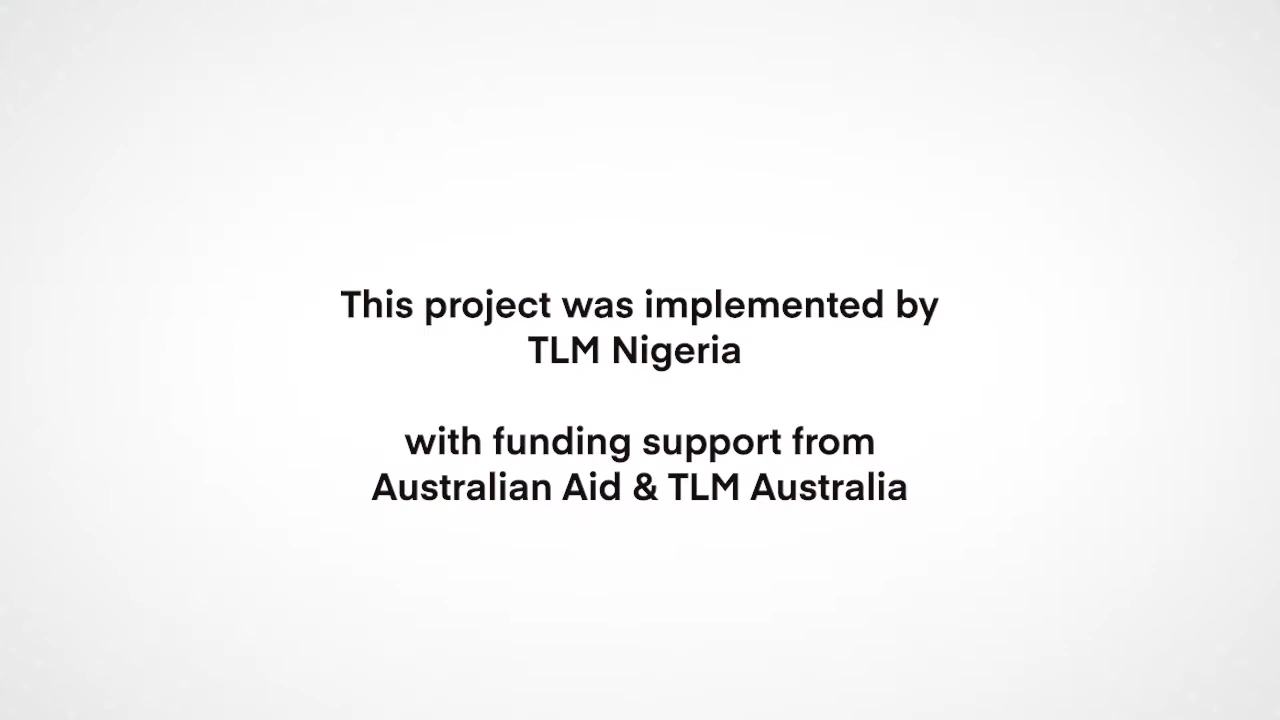 This project was implemented by
TLM Nigeria
with funding support from
Australian Aid & TLM Australia